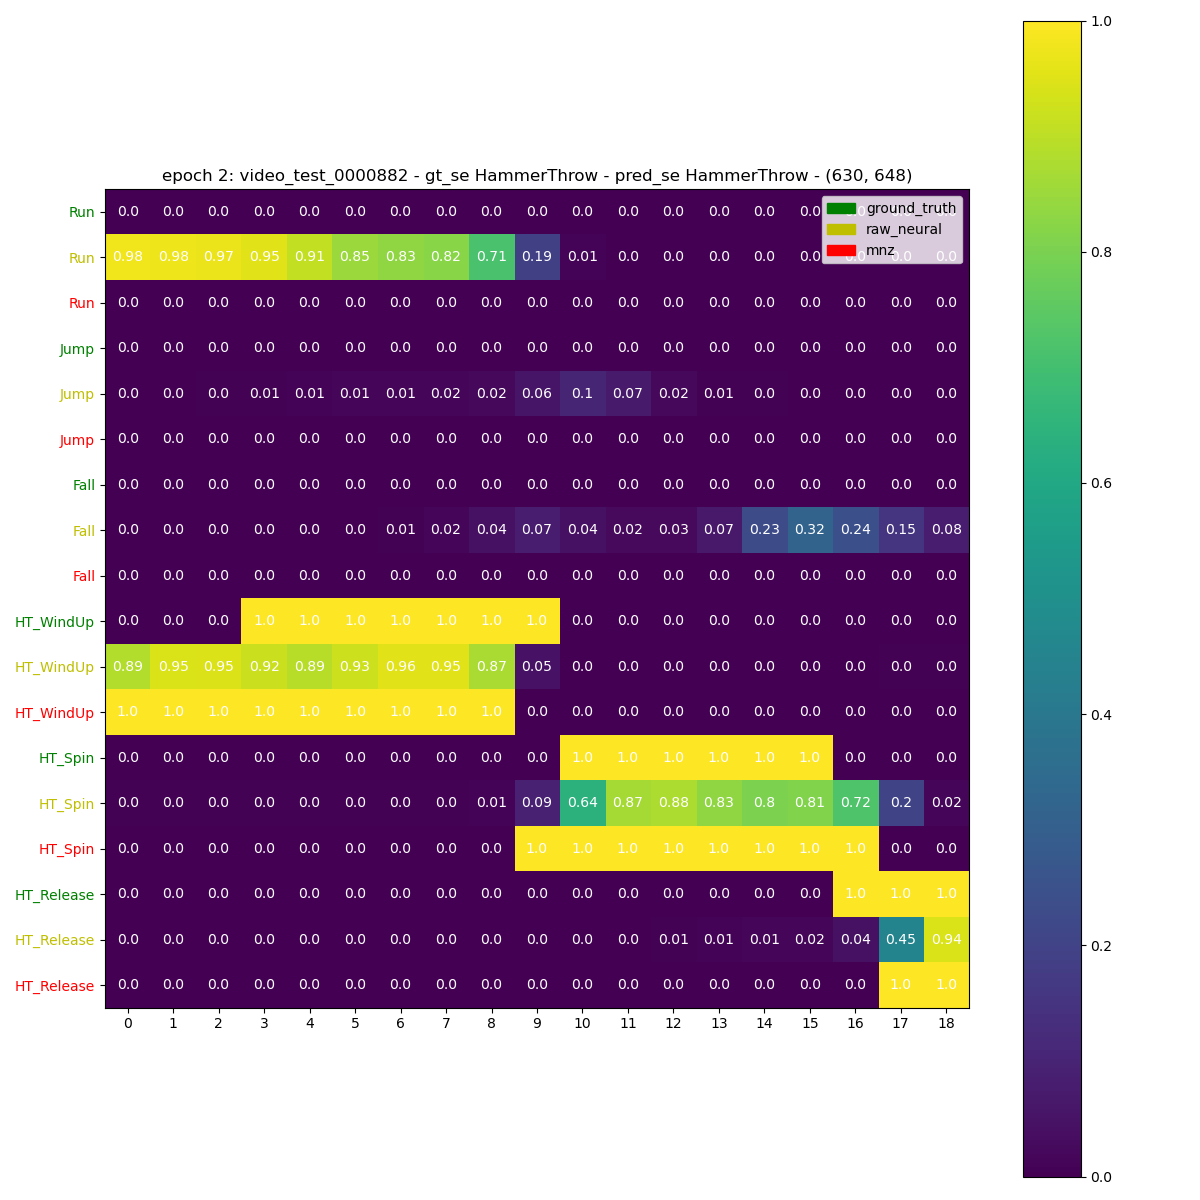 epoch 2: video_test_0000882 - gt_se HammerThrow - pred_se HammerThrow - (630, 648)
ground_truth
raw_neural
mnz
Run 0.0 0.0 0.0 0.0 0.0 0.0 0.0 0.0 0.0 0.0 0.0 0.0 0.0 0.0 0.0 0.0 0.0 0.0 0.0
Run 0.98 0.98 0.97 0.95 0.91 0.85 0.83 0.82 0.71 0.19 0.01 0.0 0.0 0.0 0.0 0.0 0.0 0.0 0.0
Run 0.0 0.0 0.0 0.0 0.0 0.0 0.0 0.0 0.0 0.0 0.0 0.0 0.0 0.0 0.0 0.0 0.0 0.0 0.0
Jump 0.0 0.0 0.0 0.0 0.0 0.0 0.0 0.0 0.0 0.0 0.0 0.0 0.0 0.0 0.0 0.0 0.0 0.0 0.0
Jump 0.0 0.0 0.0 0.01 0.01 0.01 0.01 0.02 0.02 0.06 0.1 0.07 0.02 0.01 0.0 0.0 0.0 0.0 0.0
Jump 0.0 0.0 0.0 0.0 0.0 0.0 0.0 0.0 0.0 0.0 0.0 0.0 0.0 0.0 0.0 0.0 0.0 0.0 0.0
Fall 0.0 0.0 0.0 0.0 0.0 0.0 0.0 0.0 0.0 0.0 0.0 0.0 0.0 0.0 0.0 0.0 0.0 0.0 0.0
Fall 0.0 0.0 0.0 0.0 0.0 0.0 0.01 0.02 0.04 0.07 0.04 0.02 0.03 0.07 0.23 0.32 0.24 0.15 0.08
Fall 0.0 0.0 0.0 0.0 0.0 0.0 0.0 0.0 0.0 0.0 0.0 0.0 0.0 0.0 0.0 0.0 0.0 0.0 0.0
HT_WindUp 0.0 0.0 0.0 1.0 1.0 1.0 1.0 1.0 1.0 1.0 0.0 0.0 0.0 0.0 0.0 0.0 0.0 0.0 0.0
HT_WindUp 0.89 0.95 0.95 0.92 0.89 0.93 0.96 0.95 0.87 0.05 0.0 0.0 0.0 0.0 0.0 0.0 0.0 0.0 0.0
HT_WindUp 1.0 1.0 1.0 1.0 1.0 1.0 1.0 1.0 1.0 0.0 0.0 0.0 0.0 0.0 0.0 0.0 0.0 0.0 0.0
HT_Spin 0.0 0.0 0.0 0.0 0.0 0.0 0.0 0.0 0.0 0.0 1.0 1.0 1.0 1.0 1.0 1.0 0.0 0.0 0.0
HT_Spin 0.0 0.0 0.0 0.0 0.0 0.0 0.0 0.0 0.01 0.09 0.64 0.87 0.88 0.83 0.8 0.81 0.72 0.2 0.02
HT_Spin 0.0 0.0 0.0 0.0 0.0 0.0 0.0 0.0 0.0 1.0 1.0 1.0 1.0 1.0 1.0 1.0 1.0 0.0 0.0
HT_Release 0.0 0.0 0.0 0.0 0.0 0.0 0.0 0.0 0.0 0.0 0.0 0.0 0.0 0.0 0.0 0.0 1.0 1.0 1.0
HT_Release 0.0 0.0 0.0 0.0 0.0 0.0 0.0 0.0 0.0 0.0 0.0 0.0 0.01 0.01 0.01 0.02 0.04 0.45 0.94
HT_Release 0.0 0.0 0.0 0.0 0.0 0.0 0.0 0.0 0.0 0.0 0.0 0.0 0.0 0.0 0.0 0.0 0.0 1.0 1.0
0 1 2 3 4 5 6 7 8 9 10 11 12 13 14 15 16 17 18
1.0
0.8
0.6
0.4
0.2
0.0